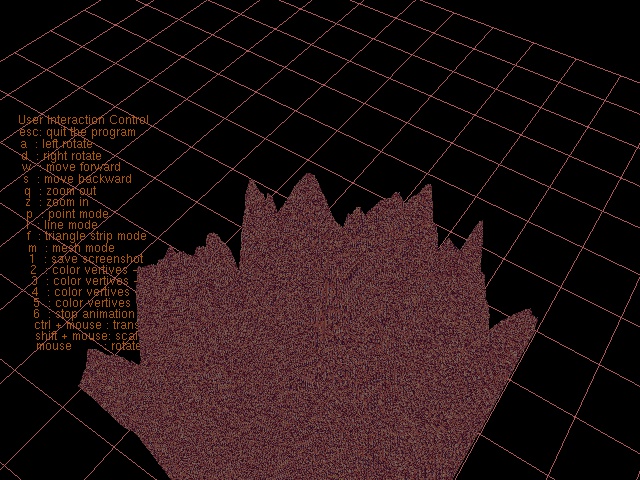 User Interaction Control
esc: quit the program
a : left rotate
d : right rotate
w : move forward
s : move backward
q : zoom out
z : zoom in
p : point mode
l : line mode
f : triangle strip mode
m : mesh mode
1 : save screenshot
2 : color vertives -
3 : color vertives -
4 : color vertives
5 : color vertives
6 : stop animation
ctrl + mouse : trans
shift + mouse: scal
mouse rotate